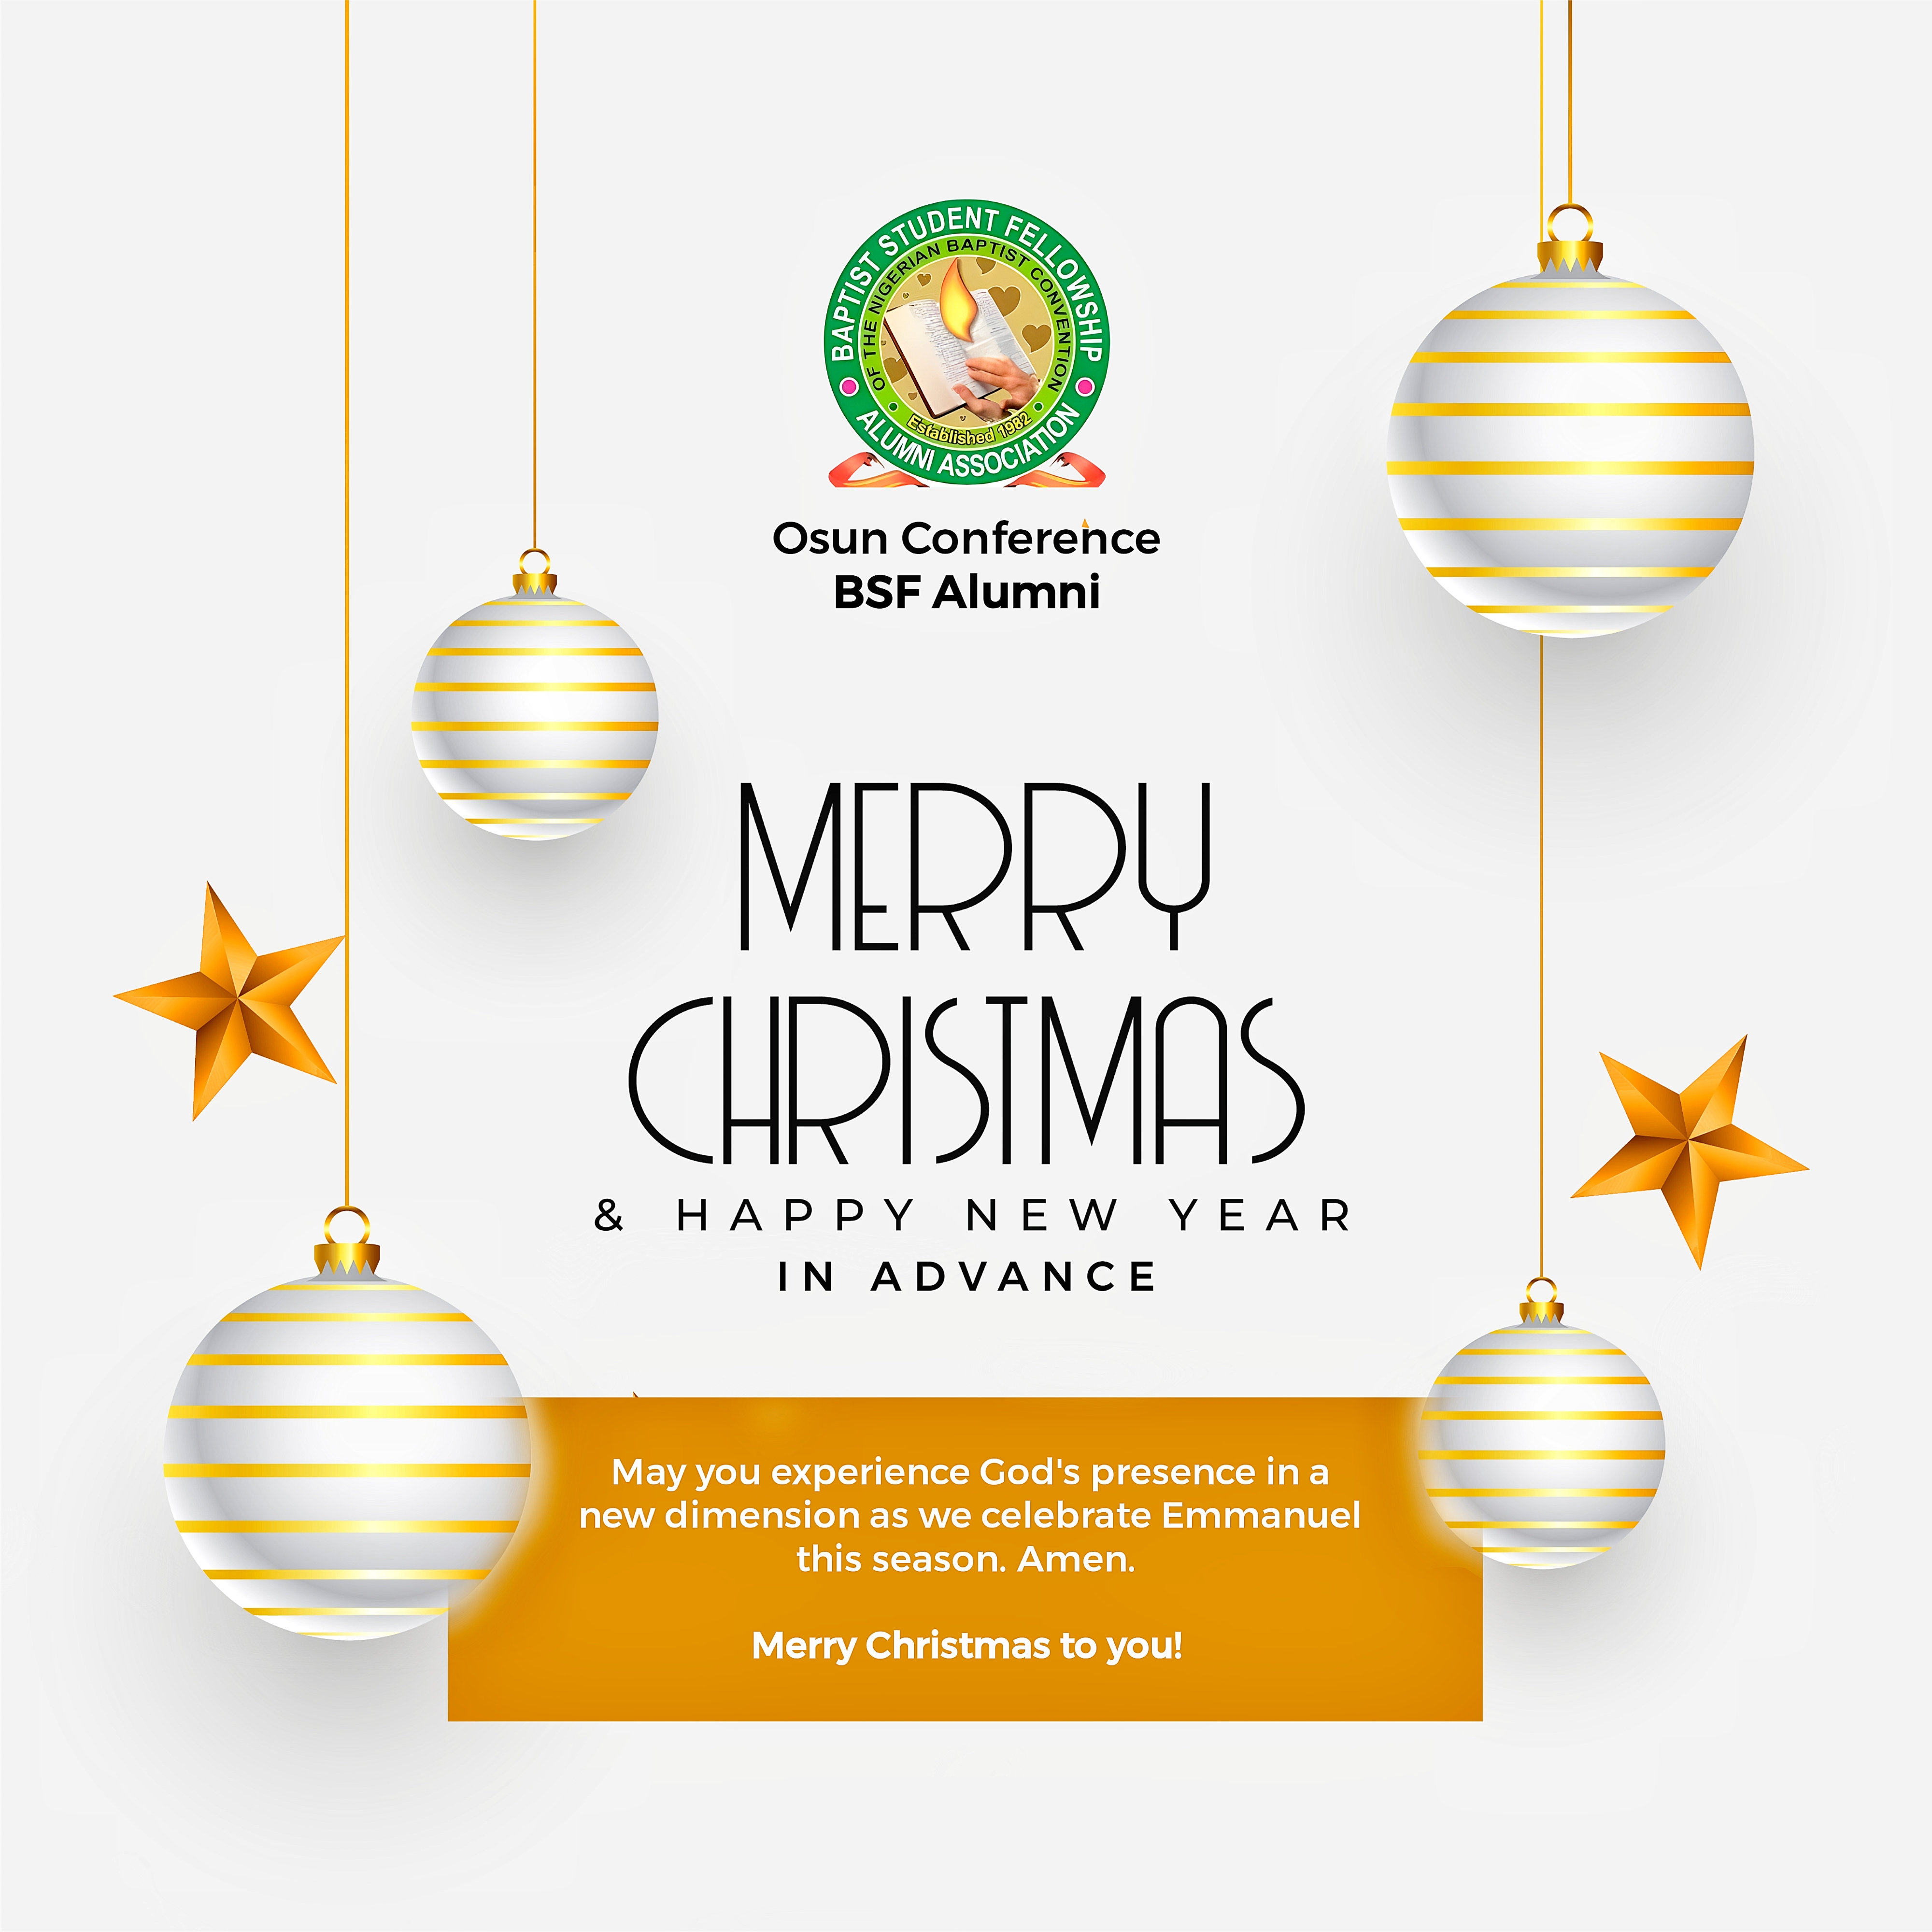 BAPTIST STUDENT FELLOWSHIP
OF THE NIGERIAN BAPTIST CONVENTION
Established 1982
ALUMNI ASSOCIATION
Osun Conference
BSF Alumni
MERRY
CHRISTMAS
& HAPPY NEW YEAR
IN ADVANCE
May you experience God's presence in a
new dimension as we celebrate Emmanuel
this season. Amen.
Merry Christmas to you!